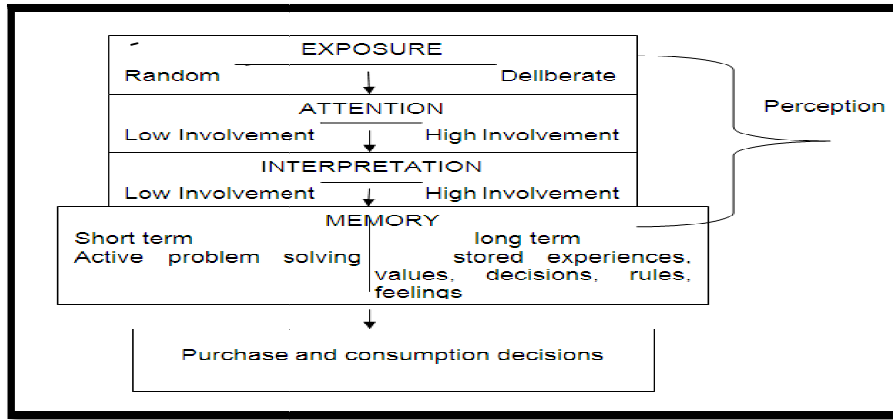 EXPOSURE
Random Deliberate
Perception
ATTENTION
Low Involvement High Involvement
INTERPRETATION
Low Involvement High Involvement
MEMORY
Short term long term
Active problem solving stored experiences,
values, decisions, rules,
feelings
Purchase and consumption decisions